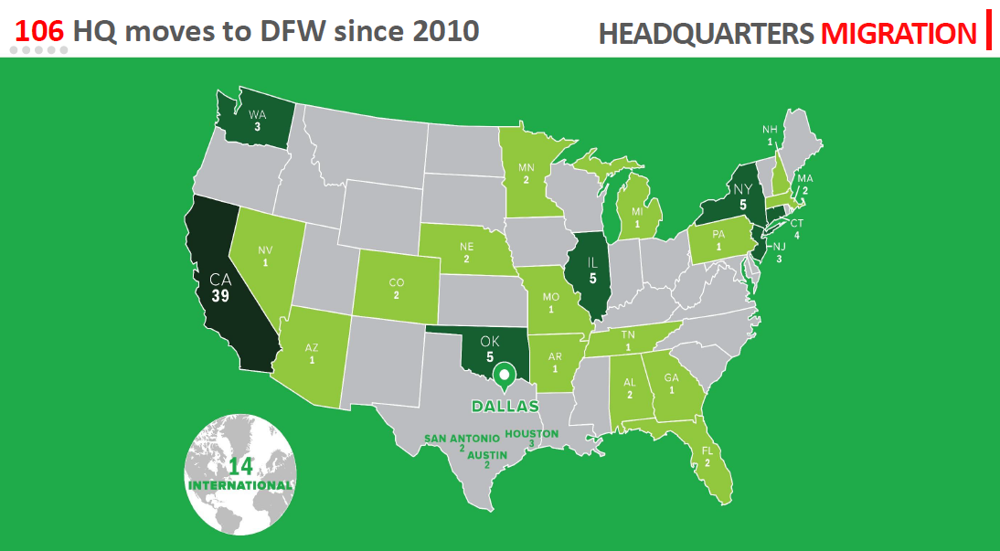 106 HQ moves to DFW since 2010
HEADQUARTERS MIGRATION
WA
3
MN
2
NH
1
MA
2
NY
5
CT
4
MI
1
PA
1
NJ
3
NV
1
NE
2
IL
5
CA
39
CO
2
MO
1
OK
5
TN
1
AZ
1
AR
1
AL
2
GA
1
DALLAS
SAN ANTONIO
2
HOUSTON
3
AUSTIN
2
FL
2
14
INTERNATIONAL